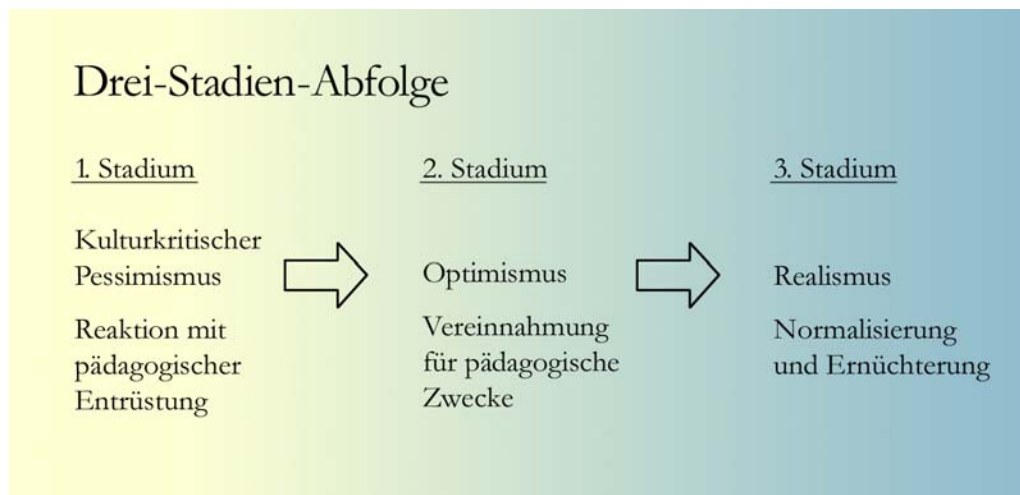 Drei-Stadien-Abfolge
1. Stadium
Kulturkritischer
Pessimismus
Reaktion mit
pädagogischer
Entrüstung
2. Stadium
Optimismus
Vereinnahmung
für pädagogische
Zwecke
3. Stadium
Realismus
Normalisierung
und Ernüchterung